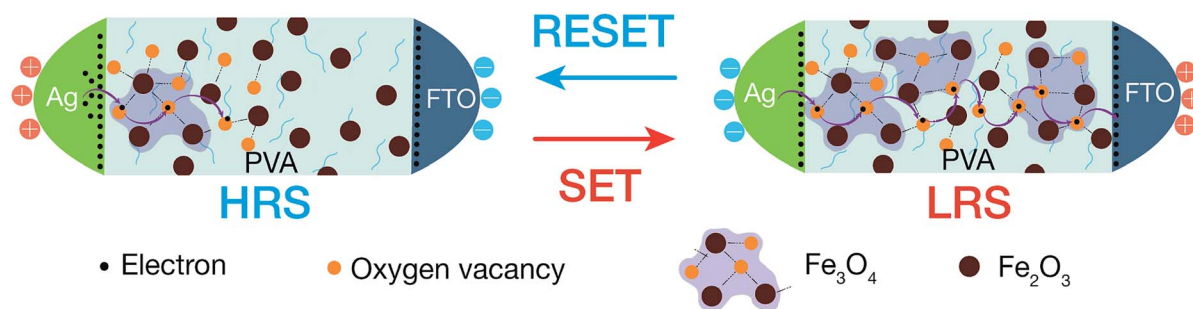 RESET
Ag
FTO
PVA
HRS
SET
Ag
FTO
PVA
LRS
Electron
Oxygen vacancy
Fe₃O₄
Fe₂O₃